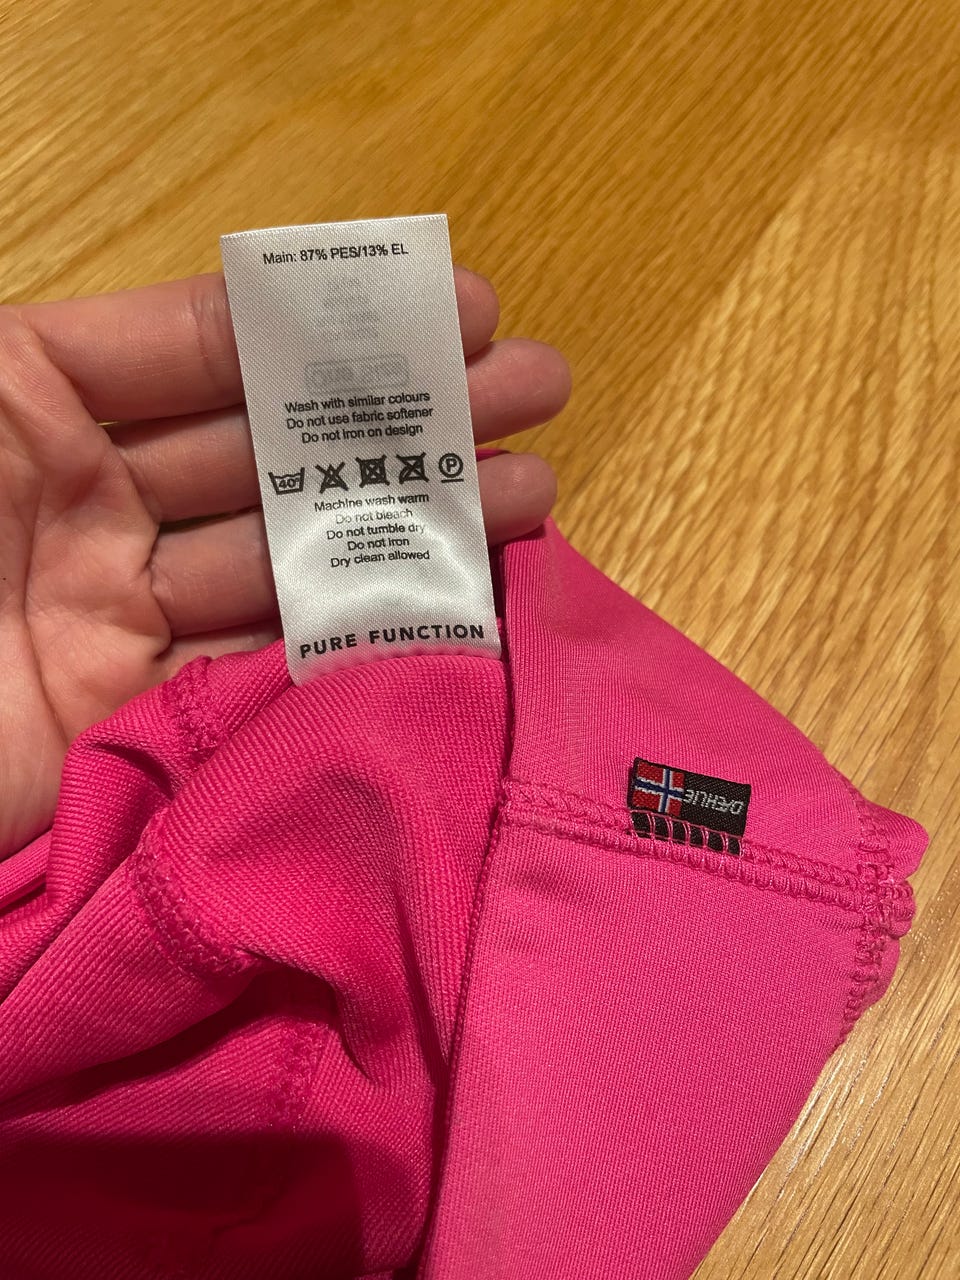 Main: 87% PES/13% EL
Wash with similar colours
Do not use fabric softener
Do not iron on design
40°
P
Machine wash warm
Do not bleach
Do not tumble dry
Do not iron
Dry clean allowed
PURE FUNCTION
DÆHLIE